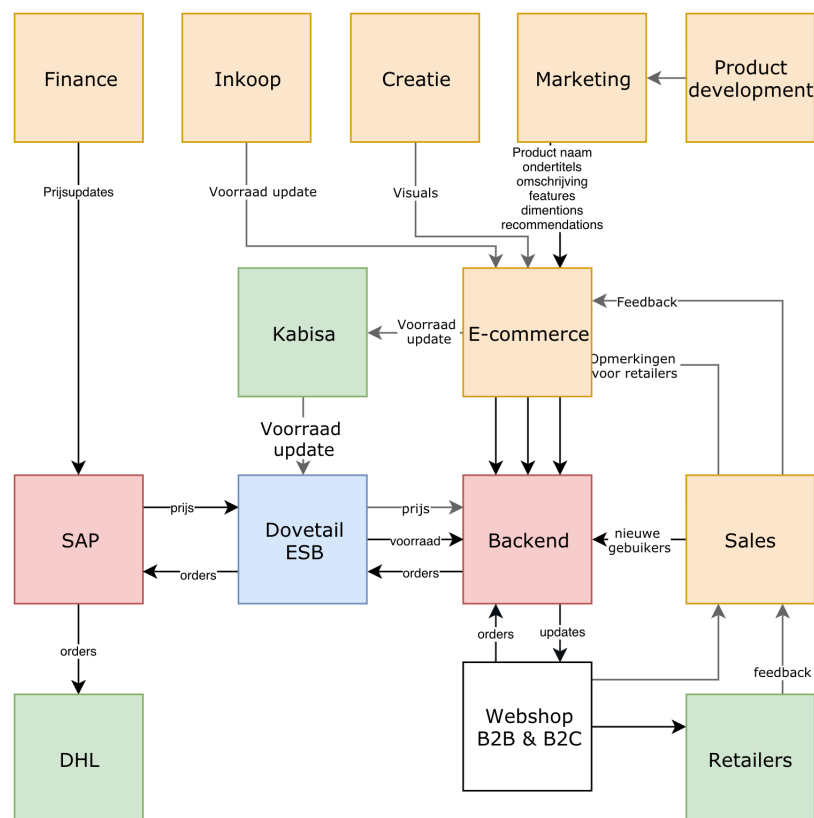 Finance
Inkoop
Creatie
Marketing
Product
development
Prijsupdates
Voorraad update
Visuals
Product naam
ondertitels
omschrijving
features
dimentions
recommendations
Kabisa
Voorraad
update
E-commerce
Feedback
Opmerkingen
voor retailers
Voorraad
update
SAP
prijs
orders
Dovetail
ESB
prijs
voorraad
orders
Backend
nieuwe
gebuikers
Sales
orders
orders
updates
feedback
DHL
Webshop
B2B & B2C
Retailers